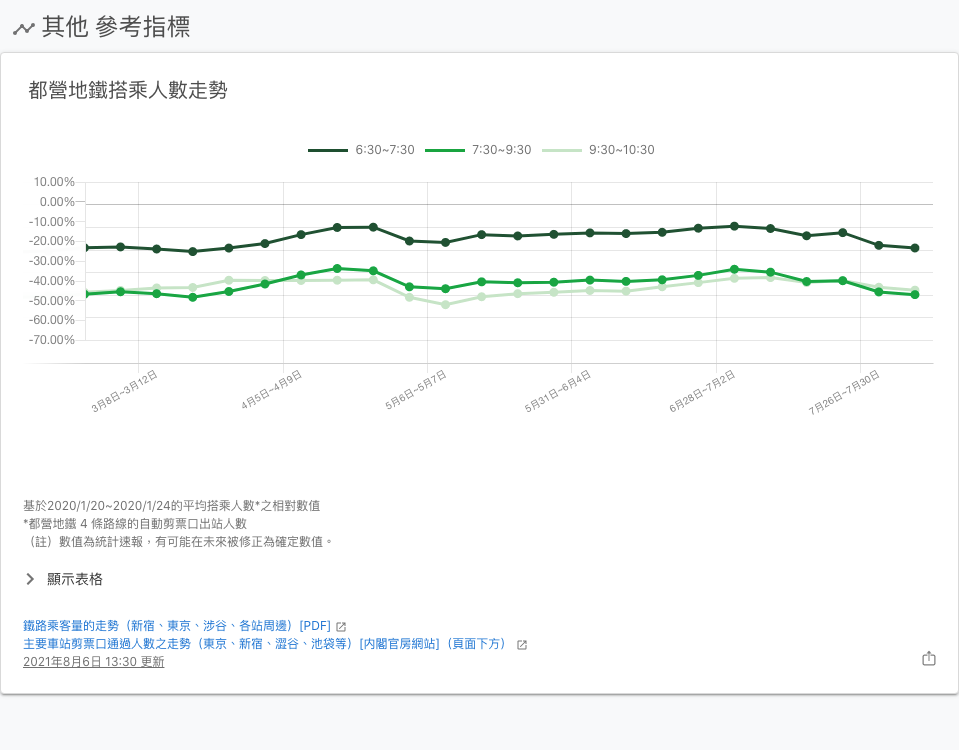 其他 參考指標
都營地鐵搭乘人數走勢
6:30~7:30 7:30~9:30 9:30~10:30
10.00%
0.00%
-10.00%
-20.00%
-30.00%
-40.00%
-50.00%
-60.00%
-70.00%
3月8日~3月12日 4月5日~4月9日 5月6日~5月7日 5月31日~6月4日 6月28日~7月2日 7月26日~7月30日
基於2020/1/20~2020/1/24的平均搭乘人數*之相對數值
*都營地鐵 4 條路線的自動剪票口出站人數
（註）數值為統計速報，有可能在未來被修正為確定數值。
顯示表格
鐵路乘客量的走勢（新宿、東京、涉谷、各站周邊）[PDF]
主要車站剪票口通過人數之走勢（東京、新宿、澀谷、池袋等）[內閣官房網站]（頁面下方）
2021年8月6日 13:30 更新